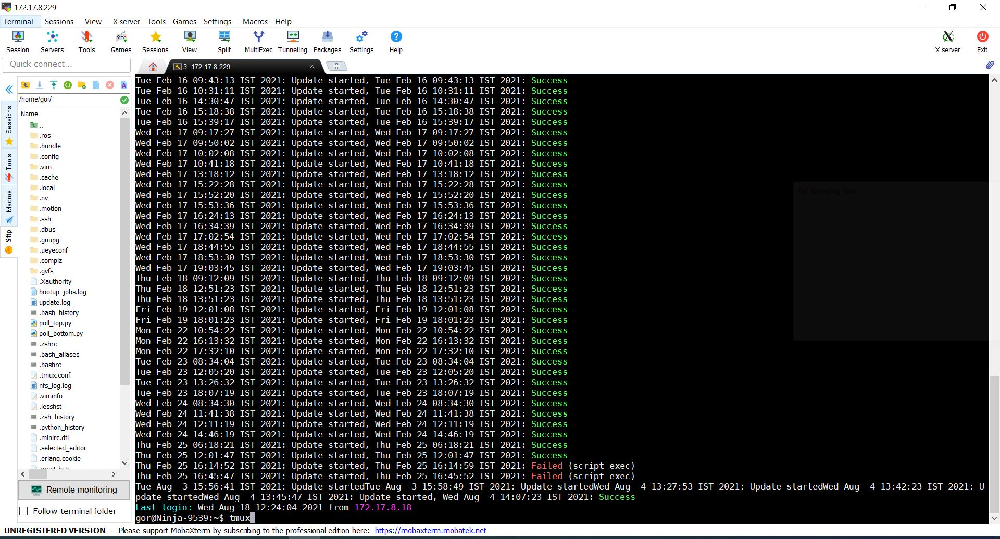 172.17.8.229
Terminal Sessions View X server Tools Games Settings Macros Help
Session Servers Tools Games Sessions View Split MultiExec Tunneling Packages Settings Help X server Exit
Quick connect...
3. 172.17.8.229
Sessions
Tools
Macros
Sftp
/home/gor/
Name
..
.ros
.bundle
.config
.vim
.cache
.local
.nv
.motion
.ssh
.dbus
.gnupg
.ueyeconf
.compiz
.gvfs
.Xauthority
bootup_jobs.log
update.log
.bash_history
poll_top.py
poll_bottom.py
.zshrc
.bash_aliases
.bashrc
.tmux.conf
nfs_log.log
.viminfo
.lesshst
.zsh_history
.python_history
.minirc.dfl
.selected_editor
.erlang.cookie
Remote monitoring
Follow terminal folder
Tue Feb 16 09:43:13 IST 2021: Update started, Tue Feb 16 09:43:13 IST 2021: Success
Tue Feb 16 10:31:11 IST 2021: Update started, Tue Feb 16 10:31:11 IST 2021: Success
Tue Feb 16 14:30:47 IST 2021: Update started, Tue Feb 16 14:30:47 IST 2021: Success
Tue Feb 16 15:18:38 IST 2021: Update started, Tue Feb 16 15:18:38 IST 2021: Success
Tue Feb 16 15:39:17 IST 2021: Update started, Tue Feb 16 15:39:17 IST 2021: Success
Wed Feb 17 09:17:27 IST 2021: Update started, Wed Feb 17 09:17:27 IST 2021: Success
Wed Feb 17 09:50:02 IST 2021: Update started, Wed Feb 17 09:50:02 IST 2021: Success
Wed Feb 17 10:02:08 IST 2021: Update started, Wed Feb 17 10:02:08 IST 2021: Success
Wed Feb 17 10:41:18 IST 2021: Update started, Wed Feb 17 10:41:18 IST 2021: Success
Wed Feb 17 13:18:12 IST 2021: Update started, Wed Feb 17 13:18:12 IST 2021: Success
Wed Feb 17 15:22:28 IST 2021: Update started, Wed Feb 17 15:22:28 IST 2021: Success
Wed Feb 17 15:52:20 IST 2021: Update started, Wed Feb 17 15:52:20 IST 2021: Success
Wed Feb 17 15:53:36 IST 2021: Update started, Wed Feb 17 15:53:36 IST 2021: Success
Wed Feb 17 16:24:13 IST 2021: Update started, Wed Feb 17 16:24:13 IST 2021: Success
Wed Feb 17 16:34:39 IST 2021: Update started, Wed Feb 17 16:34:39 IST 2021: Success
Wed Feb 17 17:02:54 IST 2021: Update started, Wed Feb 17 17:02:54 IST 2021: Success
Wed Feb 17 18:44:55 IST 2021: Update started, Wed Feb 17 18:44:55 IST 2021: Success
Wed Feb 17 18:53:30 IST 2021: Update started, Wed Feb 17 18:53:30 IST 2021: Success
Wed Feb 17 19:03:45 IST 2021: Update started, Wed Feb 17 19:03:45 IST 2021: Success
Thu Feb 18 09:12:09 IST 2021: Update started, Thu Feb 18 09:12:09 IST 2021: Success
Thu Feb 18 12:51:23 IST 2021: Update started, Thu Feb 18 12:51:23 IST 2021: Success
Thu Feb 18 13:51:23 IST 2021: Update started, Thu Feb 18 13:51:23 IST 2021: Success
Fri Feb 19 12:01:08 IST 2021: Update started, Fri Feb 19 12:01:08 IST 2021: Success
Fri Feb 19 18:01:23 IST 2021: Update started, Fri Feb 19 18:01:23 IST 2021: Success
Mon Feb 22 10:54:22 IST 2021: Update started, Mon Feb 22 10:54:22 IST 2021: Success
Mon Feb 22 16:13:32 IST 2021: Update started, Mon Feb 22 16:13:32 IST 2021: Success
Mon Feb 22 17:32:10 IST 2021: Update started, Mon Feb 22 17:32:10 IST 2021: Success
Tue Feb 23 08:34:04 IST 2021: Update started, Tue Feb 23 08:34:04 IST 2021: Success
Tue Feb 23 12:05:20 IST 2021: Update started, Tue Feb 23 12:05:20 IST 2021: Success
Tue Feb 23 13:26:32 IST 2021: Update started, Tue Feb 23 13:26:32 IST 2021: Success
Tue Feb 23 18:07:19 IST 2021: Update started, Tue Feb 23 18:07:19 IST 2021: Success
Wed Feb 24 08:34:30 IST 2021: Update started, Wed Feb 24 08:34:30 IST 2021: Success
Wed Feb 24 11:41:38 IST 2021: Update started, Wed Feb 24 11:41:38 IST 2021: Success
Wed Feb 24 12:11:19 IST 2021: Update started, Wed Feb 24 12:11:19 IST 2021: Success
Wed Feb 24 14:46:19 IST 2021: Update started, Wed Feb 24 14:46:19 IST 2021: Success
Thu Feb 25 06:18:21 IST 2021: Update started, Thu Feb 25 06:18:21 IST 2021: Success
Thu Feb 25 12:01:47 IST 2021: Update started, Thu Feb 25 12:01:47 IST 2021: Success
Thu Feb 25 16:14:52 IST 2021: Update started, Thu Feb 25 16:14:59 IST 2021: Failed (script exec)
Thu Feb 25 16:45:47 IST 2021: Update started, Thu Feb 25 16:45:52 IST 2021: Failed (script exec)
Tue Aug  3 15:56:41 IST 2021: Update startedTue Aug  3 15:58:49 IST 2021: Update startedWed Aug  4 13:27:53 IST 2021: Update startedWed Aug  4 13:42:23 IST 2021: U
pdate startedWed Aug  4 13:45:47 IST 2021: Update started, Wed Aug  4 14:07:23 IST 2021: Success
Last login: Wed Aug 18 12:24:04 2021 from 172.17.8.18
gor@Ninja-9539:~$ tmux
Snipping Tool
UNREGISTERED VERSION - Please support MobaXterm by subscribing to the professional edition here: https://mobaxterm.mobatek.net